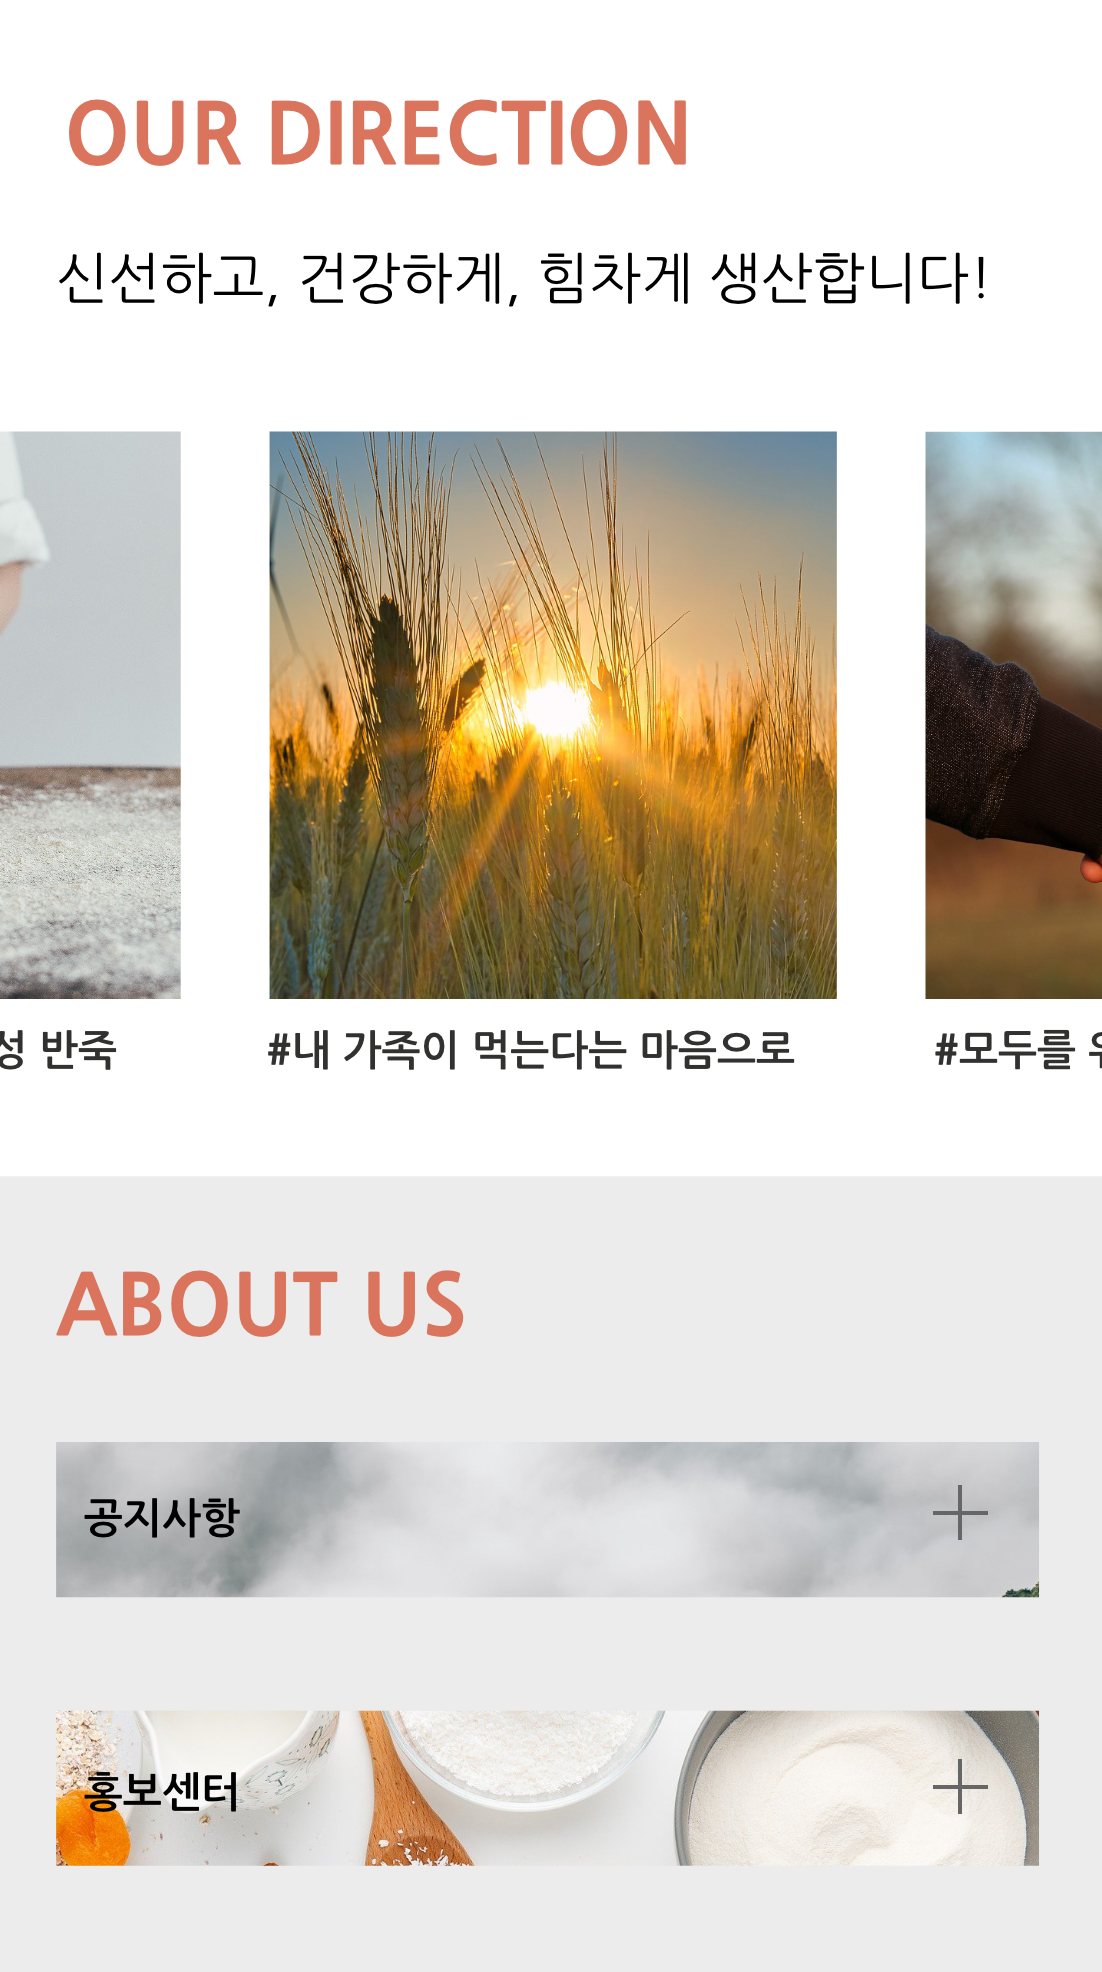 OUR DIRECTION
신선하고, 건강하게, 힘차게 생산합니다!
성 반죽
#내 가족이 먹는다는 마음으로
#모두를
ABOUT US
공지사항
홍보센터